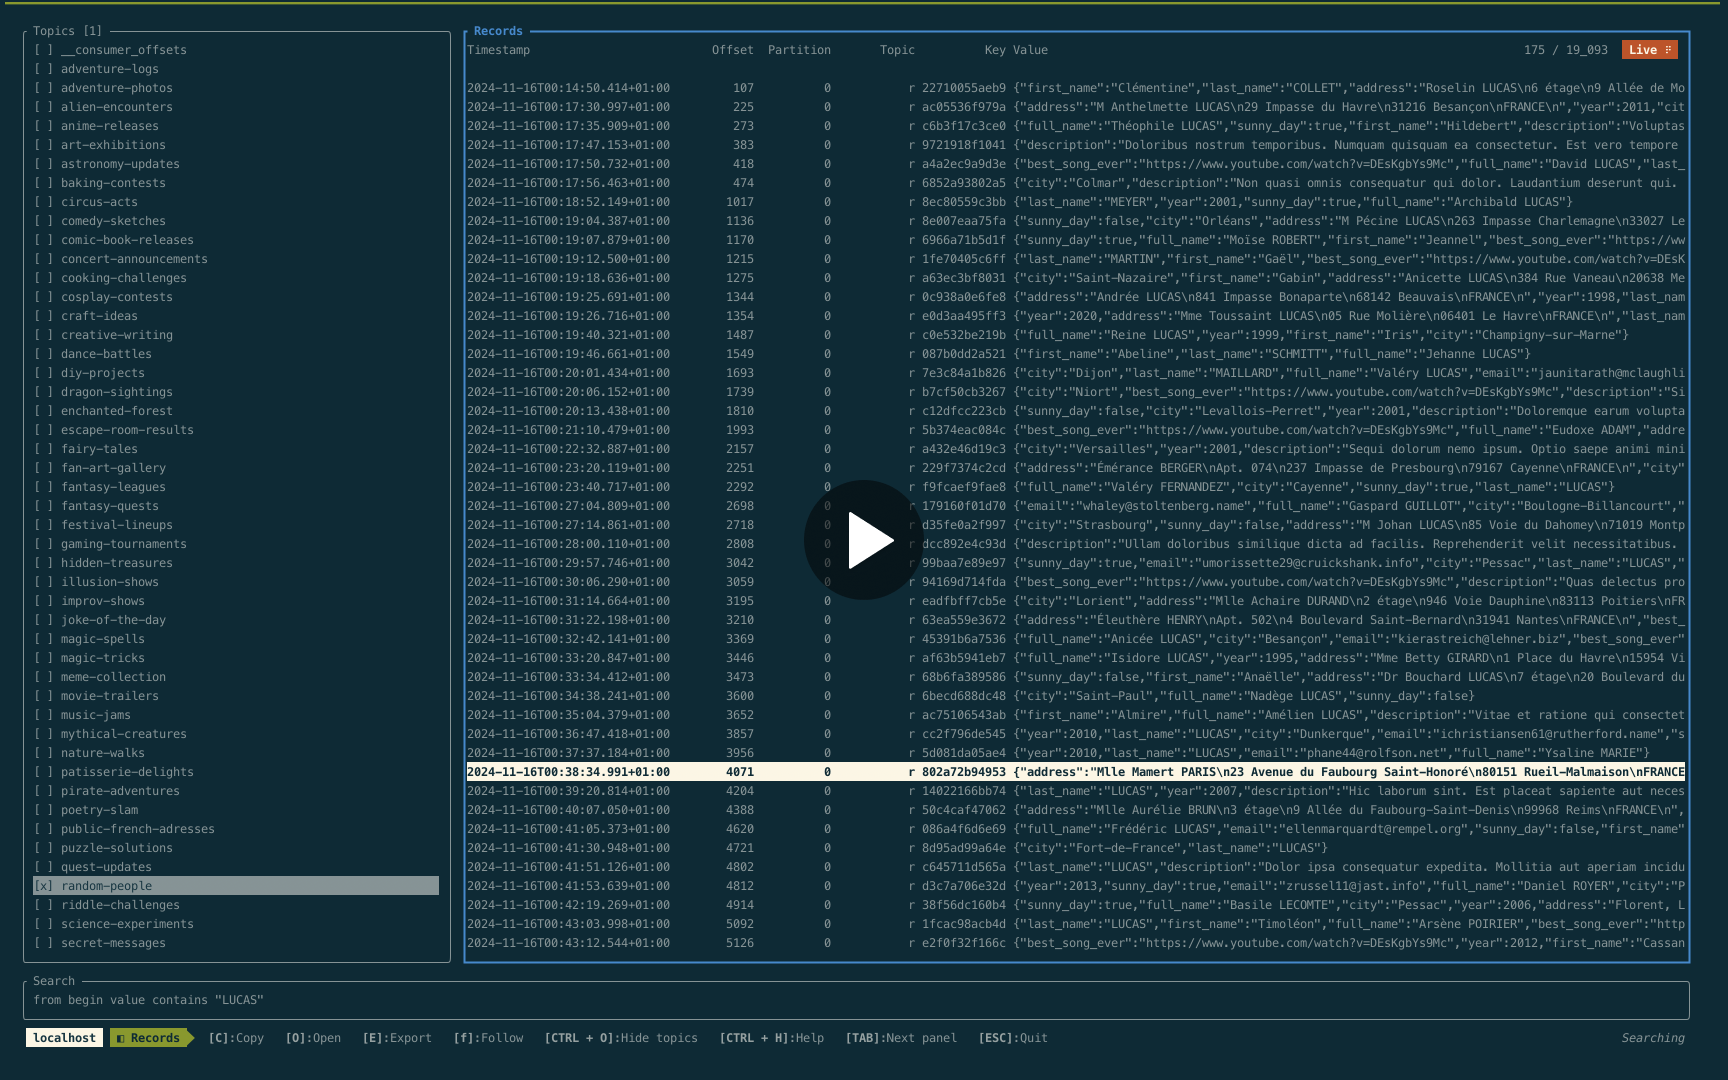 Topics [1]
[ ] __consumer_offsets
[ ] adventure-logs
[ ] adventure-photos
[ ] alien-encounters
[ ] anime-releases
[ ] art-exhibitions
[ ] astronomy-updates
[ ] baking-contests
[ ] circus-acts
[ ] comedy-sketches
[ ] comic-book-releases
[ ] concert-announcements
[ ] cooking-challenges
[ ] cosplay-contests
[ ] craft-ideas
[ ] creative-writing
[ ] dance-battles
[ ] diy-projects
[ ] dragon-sightings
[ ] enchanted-forest
[ ] escape-room-results
[ ] fairy-tales
[ ] fan-art-gallery
[ ] fantasy-leagues
[ ] fantasy-quests
[ ] festival-lineups
[ ] gaming-tournaments
[ ] hidden-treasures
[ ] illusion-shows
[ ] improv-shows
[ ] joke-of-the-day
[ ] magic-spells
[ ] magic-tricks
[ ] meme-collection
[ ] movie-trailers
[ ] music-jams
[ ] mythical-creatures
[ ] nature-walks
[ ] patisserie-delights
[ ] pirate-adventures
[ ] poetry-slam
[ ] public-french-adresses
[ ] puzzle-solutions
[ ] quest-updates
[x] random-people
[ ] riddle-challenges
[ ] science-experiments
[ ] secret-messages
Records
Timestamp Offset Partition Topic Key Value 175 / 19_093 Live
2024-11-16T00:14:50.414+01:00 107 0 r 22710055aeb9 {"first_name":"Clémentine","last_name":"COLLET","address":"Roselin LUCAS\n6 étage\n9 Allée de Mo
2024-11-16T00:17:30.997+01:00 225 0 r ac05536f979a {"address":"M Anthelmette LUCAS\n29 Impasse du Havre\n31216 Besançon\nFRANCE\n","year":2011,"cit
2024-11-16T00:17:35.909+01:00 273 0 r c6b3f17c3ce0 {"full_name":"Théophile LUCAS","sunny_day":true,"first_name":"Hildebert","description":"Voluptas
2024-11-16T00:17:47.153+01:00 383 0 r 9721918f1041 {"description":"Doloribus nostrum temporibus. Numquam quisquam ea consectetur. Est vero tempore
2024-11-16T00:17:50.732+01:00 418 0 r a4a2ec9a9d3e {"best_song_ever":"https://www.youtube.com/watch?v=DEsKgbYs9Mc","full_name":"David LUCAS","last_
2024-11-16T00:17:56.463+01:00 474 0 r 6852a93802a5 {"city":"Colmar","description":"Non quasi omnis consequatur qui dolor. Laudantium deserunt qui.
2024-11-16T00:18:52.149+01:00 1017 0 r 8ec80559c3bb {"last_name":"MEYER","year":2001,"sunny_day":true,"full_name":"Archibald LUCAS"}
2024-11-16T00:19:04.387+01:00 1136 0 r 8e007eaa75fa {"sunny_day":false,"city":"Orléans","address":"M Pécine LUCAS\n263 Impasse Charlemagne\n33027 Le
2024-11-16T00:19:07.879+01:00 1170 0 r 6966a71b5d1f {"sunny_day":true,"full_name":"Moïse ROBERT","first_name":"Jeannel","best_song_ever":"https://ww
2024-11-16T00:19:12.500+01:00 1215 0 r 1fe70405c6ff {"last_name":"MARTIN","first_name":"Gaël","best_song_ever":"https://www.youtube.com/watch?v=DEsK
2024-11-16T00:19:18.636+01:00 1275 0 r a63ec3bf8031 {"city":"Saint-Nazaire","first_name":"Gabin","address":"Anicette LUCAS\n384 Rue Vaneau\n20638 Me
2024-11-16T00:19:25.691+01:00 1344 0 r 0c938a0e6fe8 {"address":"Andrée LUCAS\n841 Impasse Bonaparte\n68142 Beauvais\nFRANCE\n","year":1998,"last_nam
2024-11-16T00:19:26.716+01:00 1354 0 r e0d3aa495ff3 {"year":2020,"address":"Mme Toussaint LUCAS\n05 Rue Molière\n06401 Le Havre\nFRANCE\n","last_nam
2024-11-16T00:19:40.321+01:00 1487 0 r c0e532be219b {"full_name":"Reine LUCAS","year":1999,"first_name":"Iris","city":"Champigny-sur-Marne"}
2024-11-16T00:19:46.661+01:00 1549 0 r 087b0dd2a521 {"first_name":"Abeline","last_name":"SCHMITT","full_name":"Jehanne LUCAS"}
2024-11-16T00:20:01.434+01:00 1693 0 r 7e3c84a1b826 {"city":"Dijon","last_name":"MAILLARD","full_name":"Valéry LUCAS","email":"jaunitarath@mclaughli
2024-11-16T00:20:06.152+01:00 1739 0 r b7cf50cb3267 {"city":"Niort","best_song_ever":"https://www.youtube.com/watch?v=DEsKgbYs9Mc","description":"Si
2024-11-16T00:20:13.438+01:00 1810 0 r c12dfcc223cb {"sunny_day":false,"city":"Levallois-Perret","year":2001,"description":"Doloremque earum volupta
2024-11-16T00:21:10.479+01:00 1993 0 r 5b374eac084c {"best_song_ever":"https://www.youtube.com/watch?v=DEsKgbYs9Mc","full_name":"Eudoxe ADAM","addre
2024-11-16T00:22:32.887+01:00 2157 0 r a432e46d19c3 {"city":"Versailles","year":2001,"description":"Sequi dolorum nemo ipsum. Optio saepe animi mini
2024-11-16T00:23:20.119+01:00 2251 0 r 229f7374c2cd {"address":"Émérance BERGER\nApt. 074\n237 Impasse de Presbourg\n79167 Cayenne\nFRANCE\n","city"
2024-11-16T00:23:40.717+01:00 2292 0 r f9fcaef9fae8 {"full_name":"Valéry FERNANDEZ","city":"Cayenne","sunny_day":true,"last_name":"LUCAS"}
2024-11-16T00:27:04.809+01:00 2698 0 r 179160f01d70 {"email":"whaley@stoltenberg.name","full_name":"Gaspard GUILLOT","city":"Boulogne-Billancourt","
2024-11-16T00:27:14.861+01:00 2718 0 r d35fe0a2f997 {"city":"Strasbourg","sunny_day":false,"address":"M Johan LUCAS\n85 Voie du Dahomey\n71019 Montp
2024-11-16T00:28:00.110+01:00 2808 0 r dcc892e4c93d {"description":"Ullam doloribus similique dicta ad facilis. Reprehenderit velit necessitatibus.
2024-11-16T00:29:57.746+01:00 3042 0 r 99baa7e89e97 {"sunny_day":true,"email":"umorissette29@cruickshank.info","city":"Pessac","last_name":"LUCAS","
2024-11-16T00:30:06.290+01:00 3059 0 r 94169d714fda {"best_song_ever":"https://www.youtube.com/watch?v=DEsKgbYs9Mc","description":"Quas delectus pro
2024-11-16T00:31:14.664+01:00 3195 0 r eadfbff7cb5e {"city":"Lorient","address":"Mlle Achaire DURAND\n2 étage\n946 Voie Dauphine\n83113 Poitiers\nFR
2024-11-16T00:31:22.198+01:00 3210 0 r 63ea559e3672 {"address":"Éleuthère HENRY\nApt. 502\n4 Boulevard Saint-Bernard\n31941 Nantes\nFRANCE\n","best_
2024-11-16T00:32:42.141+01:00 3369 0 r 45391b6a7536 {"full_name":"Anicée LUCAS","city":"Besançon","email":"kierastreich@lehner.biz","best_song_ever"
2024-11-16T00:33:20.847+01:00 3446 0 r af63b5941eb7 {"full_name":"Isidore LUCAS","year":1995,"address":"Mme Betty GIRARD\n1 Place du Havre\n15954 Vi
2024-11-16T00:33:34.412+01:00 3473 0 r 68b6fa389586 {"sunny_day":false,"first_name":"Anaëlle","address":"Dr Bouchard LUCAS\n7 étage\n20 Boulevard du
2024-11-16T00:34:38.241+01:00 3600 0 r 6becd688dc48 {"city":"Saint-Paul","full_name":"Nadège LUCAS","sunny_day":false}
2024-11-16T00:35:04.379+01:00 3652 0 r ac75106543ab {"first_name":"Almire","full_name":"Amélien LUCAS","description":"Vitae et ratione qui consectet
2024-11-16T00:36:47.418+01:00 3857 0 r cc2f796de545 {"year":2010,"last_name":"LUCAS","city":"Dunkerque","email":"ichristiansen61@rutherford.name","s
2024-11-16T00:37:37.184+01:00 3956 0 r 5d081da05ae4 {"year":2010,"last_name":"LUCAS","email":"phane44@rolfson.net","full_name":"Ysaline MARIE"}
2024-11-16T00:38:34.991+01:00 4071 0 r 802a72b94953 {"address":"Mlle Mamert PARIS\n23 Avenue du Faubourg Saint-Honoré\n80151 Rueil-Malmaison\nFRANCE
2024-11-16T00:39:20.814+01:00 4204 0 r 14022166bb74 {"last_name":"LUCAS","year":2007,"description":"Hic laborum sint. Est placeat sapiente aut neces
2024-11-16T00:40:07.050+01:00 4388 0 r 50c4caf47062 {"address":"Mlle Aurélie BRUN\n3 étage\n9 Allée du Faubourg-Saint-Denis\n99968 Reims\nFRANCE\n",
2024-11-16T00:41:05.373+01:00 4620 0 r 086a4f6d6e69 {"full_name":"Frédéric LUCAS","email":"ellenmarquardt@rempel.org","sunny_day":false,"first_name"
2024-11-16T00:41:30.948+01:00 4721 0 r 8d95ad99a64e {"city":"Fort-de-France","last_name":"LUCAS"}
2024-11-16T00:41:51.126+01:00 4802 0 r c645711d565a {"last_name":"LUCAS","description":"Dolor ipsa consequatur expedita. Mollitia aut aperiam incidu
2024-11-16T00:41:53.639+01:00 4812 0 r d3c7a706e32d {"year":2013,"sunny_day":true,"email":"zrussel11@jast.info","full_name":"Daniel ROYER","city":"P
2024-11-16T00:42:19.269+01:00 4914 0 r 38f56dc160b4 {"sunny_day":true,"full_name":"Basile LECOMTE","city":"Pessac","year":2006,"address":"Florent, L
2024-11-16T00:43:03.998+01:00 5092 0 r 1fcac98acb4d {"last_name":"LUCAS","first_name":"Timoléon","full_name":"Arsène POIRIER","best_song_ever":"http
2024-11-16T00:43:12.544+01:00 5126 0 r e2f0f32f166c {"best_song_ever":"https://www.youtube.com/watch?v=DEsKgbYs9Mc","year":2012,"first_name":"Cassan
Search
from begin value contains "LUCAS"
localhost Records [C]:Copy [O]:Open [E]:Export [f]:Follow [CTRL + O]:Hide topics [CTRL + H]:Help [TAB]:Next panel [ESC]:Quit Searching